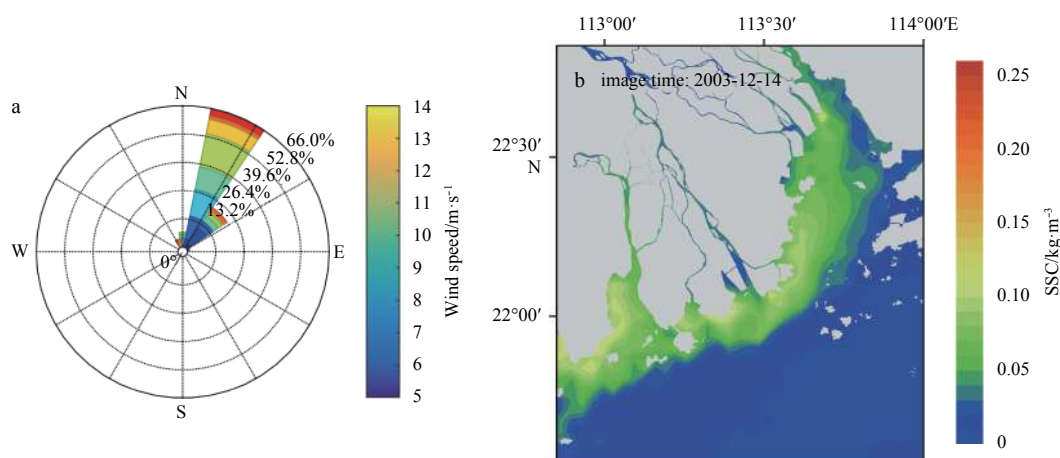 a
N
W
E
S
0°
13.2%
26.4%
39.6%
52.8%
66.0%
14
13
12
11
10
9
8
7
6
5
Wind speed/m·s⁻¹
113°00′
113°30′
114°00′E
b image time: 2003-12-14
22°30′
N
22°00′
0.25
0.20
0.15
0.10
0.05
0
SSC/kg·m⁻³